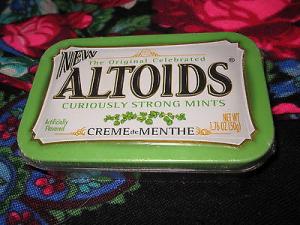 NEW
The Original Celebrated
ALTOIDS®
CURIOUSLY STRONG MINTS
Artificially
Flavored
NET WT
1.76 OZ (50g)
CREME de MENTHE